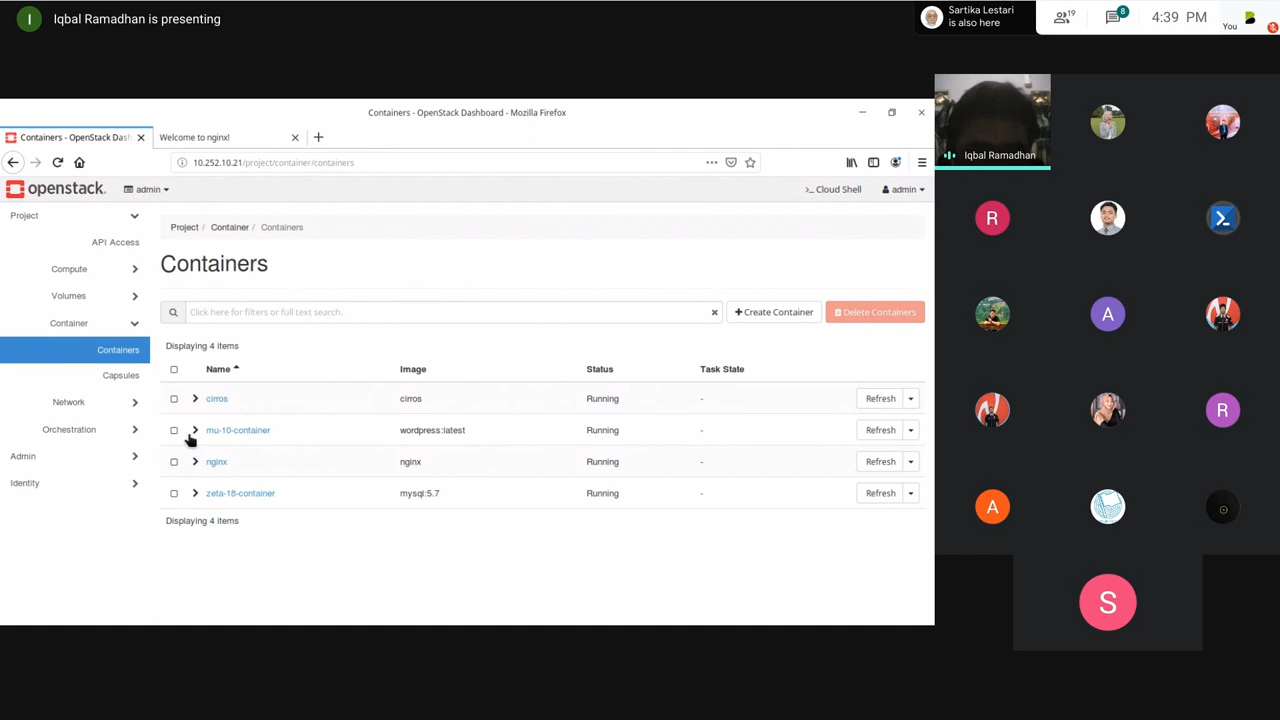 I
Iqbal Ramadhan is presenting
Sartika Lestari
is also here
19
8
4:39 PM
You
Containers - OpenStack Dashboard - Mozilla Firefox
Containers - OpenStack Dash
Welcome to nginx!
10.252.10.21/project/container/containers
openstack.
admin
Cloud Shell
admin
Project
API Access
Compute
Volumes
Container
Containers
Capsules
Network
Orchestration
Admin
Identity
Project / Container / Containers
Containers
Click here for filters or full text search.
Create Container
Delete Containers
Displaying 4 items
Name Image Status Task State
cirros cirros Running - Refresh
mu-10-container wordpress:latest Running - Refresh
nginx nginx Running - Refresh
zeta-18-container mysql:5.7 Running - Refresh
Displaying 4 items
Iqbal Ramadhan
R
A
R
A
S